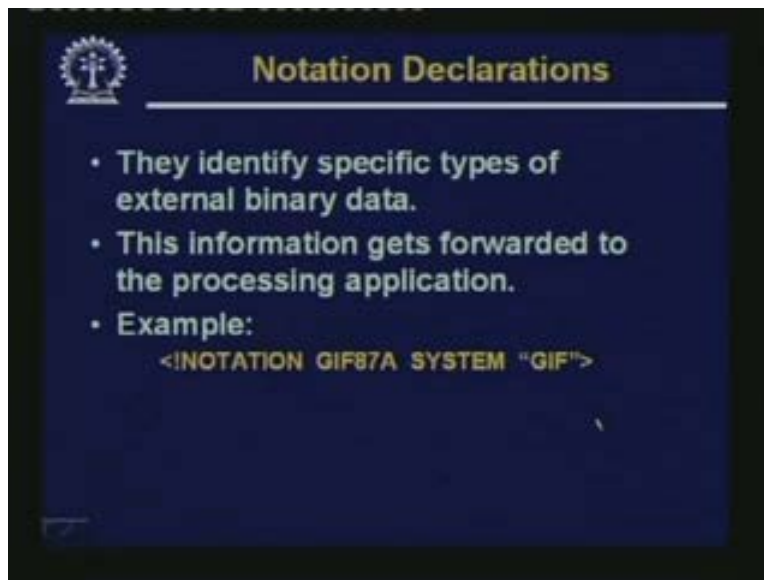 Notation Declarations
• They identify specific types of
external binary data.
• This information gets forwarded to
the processing application.
• Example:
<!NOTATION GIF87A SYSTEM “GIF”>